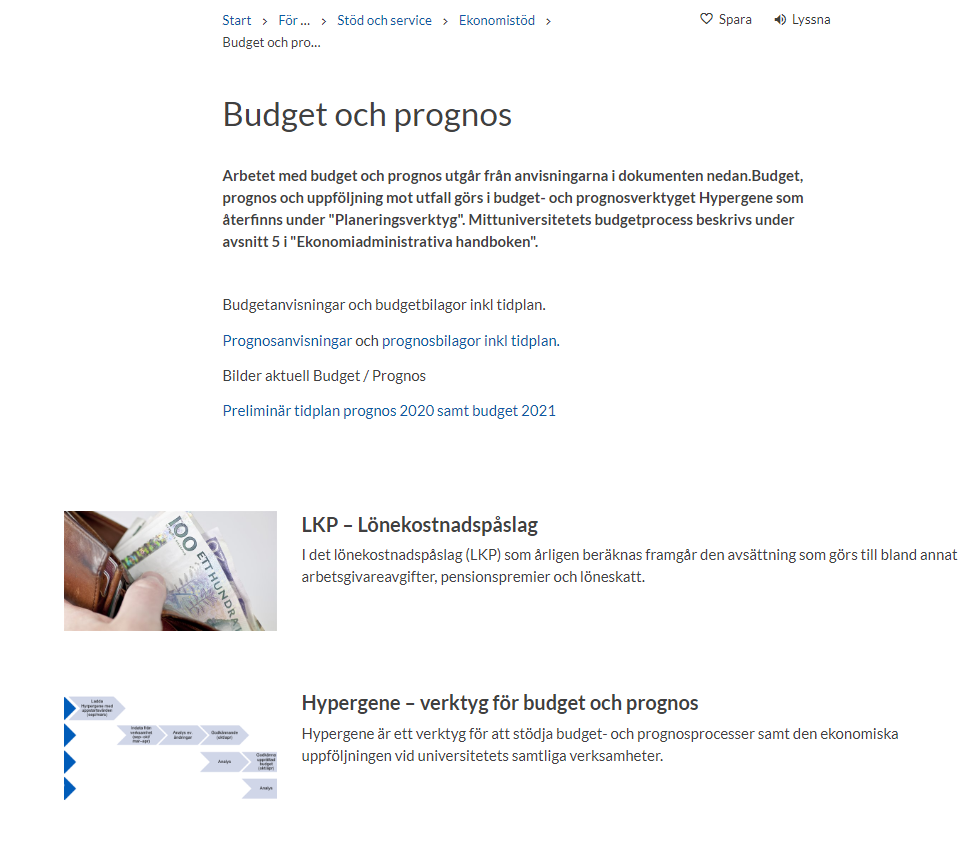 Start > För ... > Stöd och service > Ekonomistöd >
Spara Lyssna
Budget och pro...
Budget och prognos
Arbetet med budget och prognos utgår från anvisningarna i dokumenten nedan.Budget,
prognos och uppföljning mot utfall görs i budget- och prognosverktyget Hypergene som
återfinns under "Planeringsverktyg". Mittuniversitetets budgetprocess beskrivs under
avsnitt 5 i "Ekonomiadministrativa handboken".
Budgetanvisningar och budgetbilagor inkl tidplan.
Prognosanvisningar och prognosbilagor inkl tidplan.
Bilder aktuell Budget / Prognos
Preliminär tidplan prognos 2020 samt budget 2021
100
ETT HUNDRA
LKP – Lönekostnadspåslag
I det lönekostnadspåslag (LKP) som årligen beräknas framgår den avsättning som görs till bland annat
arbetsgivareavgifter, pensionspremier och löneskatt.
Hypergene – verktyg för budget och prognos
Hypergene är ett verktyg för att stödja budget- och prognosprocesser samt den ekonomiska
uppföljningen vid universitetets samtliga verksamheter.
Ladda
Hypergene med
Analys
Analys